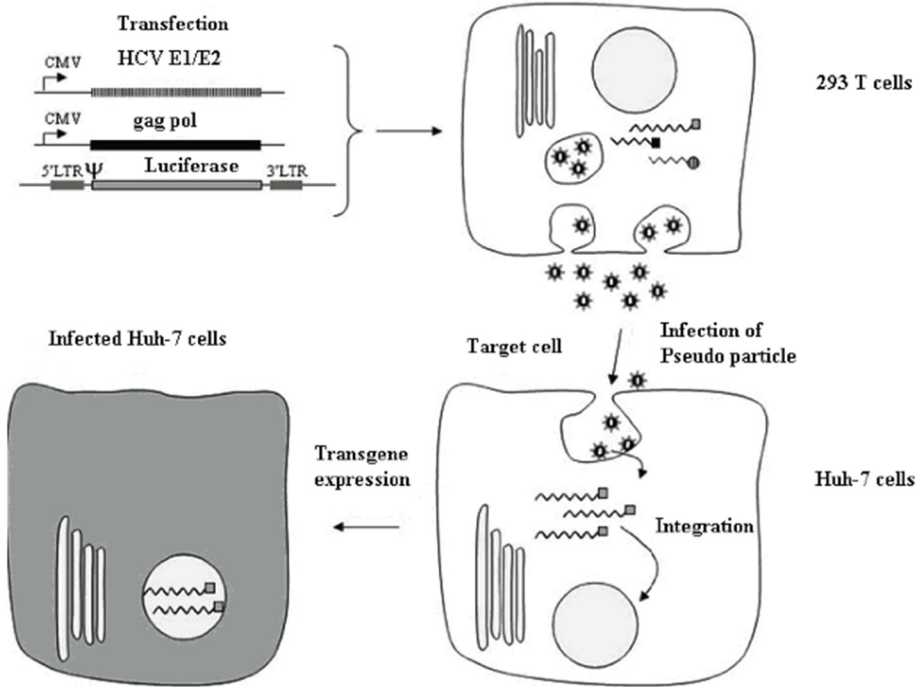 Transfection
HCV E1/E2
CMV
CMV
gag pol
5'LTR Ψ Luciferase 3'LTR
293 T cells
Infected Huh-7 cells
Target cell
Infection of
Pseudo particle
Transgene
expression
Huh-7 cells
Integration